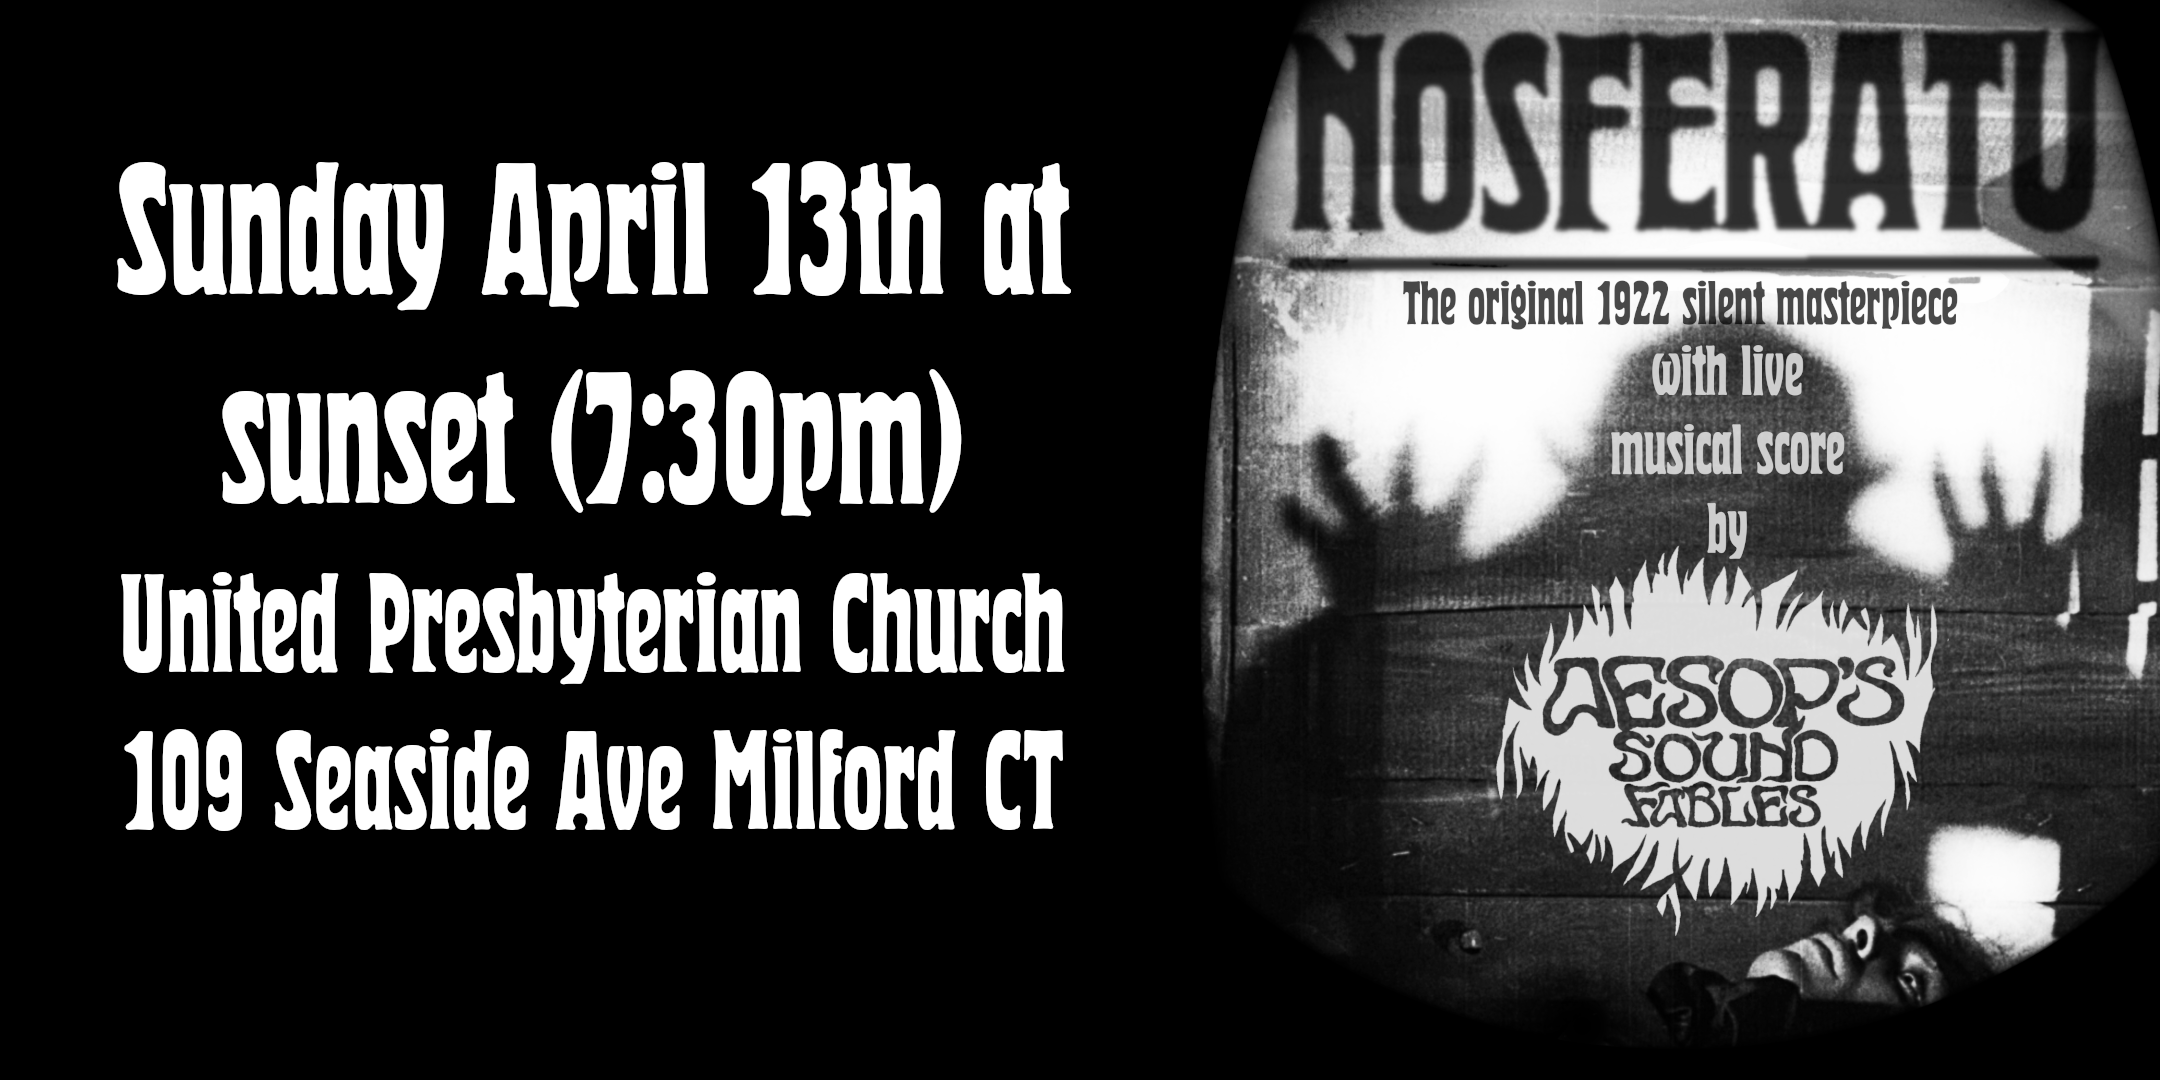 Sunday April 13th at
sunset (7:30pm)
United Presbyterian Church
109 Seaside Ave Milford CT
NOSFERATU
The original 1922 silent masterpiece
with live
musical score
by
AESOP'S
SOUND
FABLES